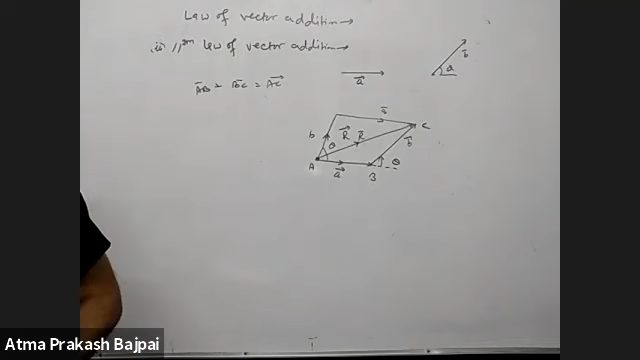 Law of vector addition→
(ii) //gm law of vector addition→
AB + BC = AC
a
b
θ
a
C
b
R
R
θ
b
A
a
B
θ
Atma Prakash Bajpai